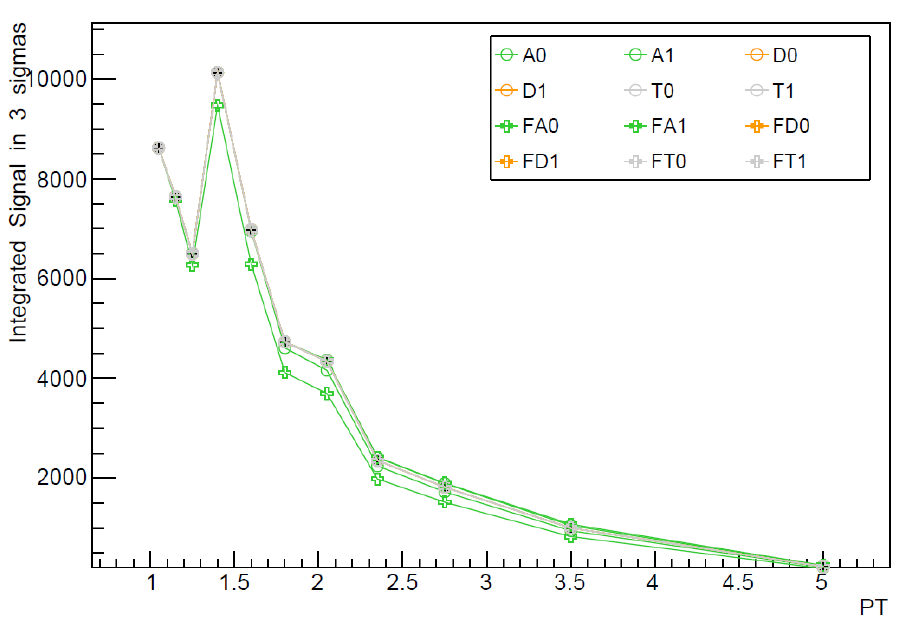 Integrated Signal in 3 sigmas
10000
8000
6000
4000
2000
A0 A1 D0
D1 T0 T1
FA0 FA1 FD0
FD1 FT0 FT1
1 1.5 2 2.5 3 3.5 4 4.5 5
PT